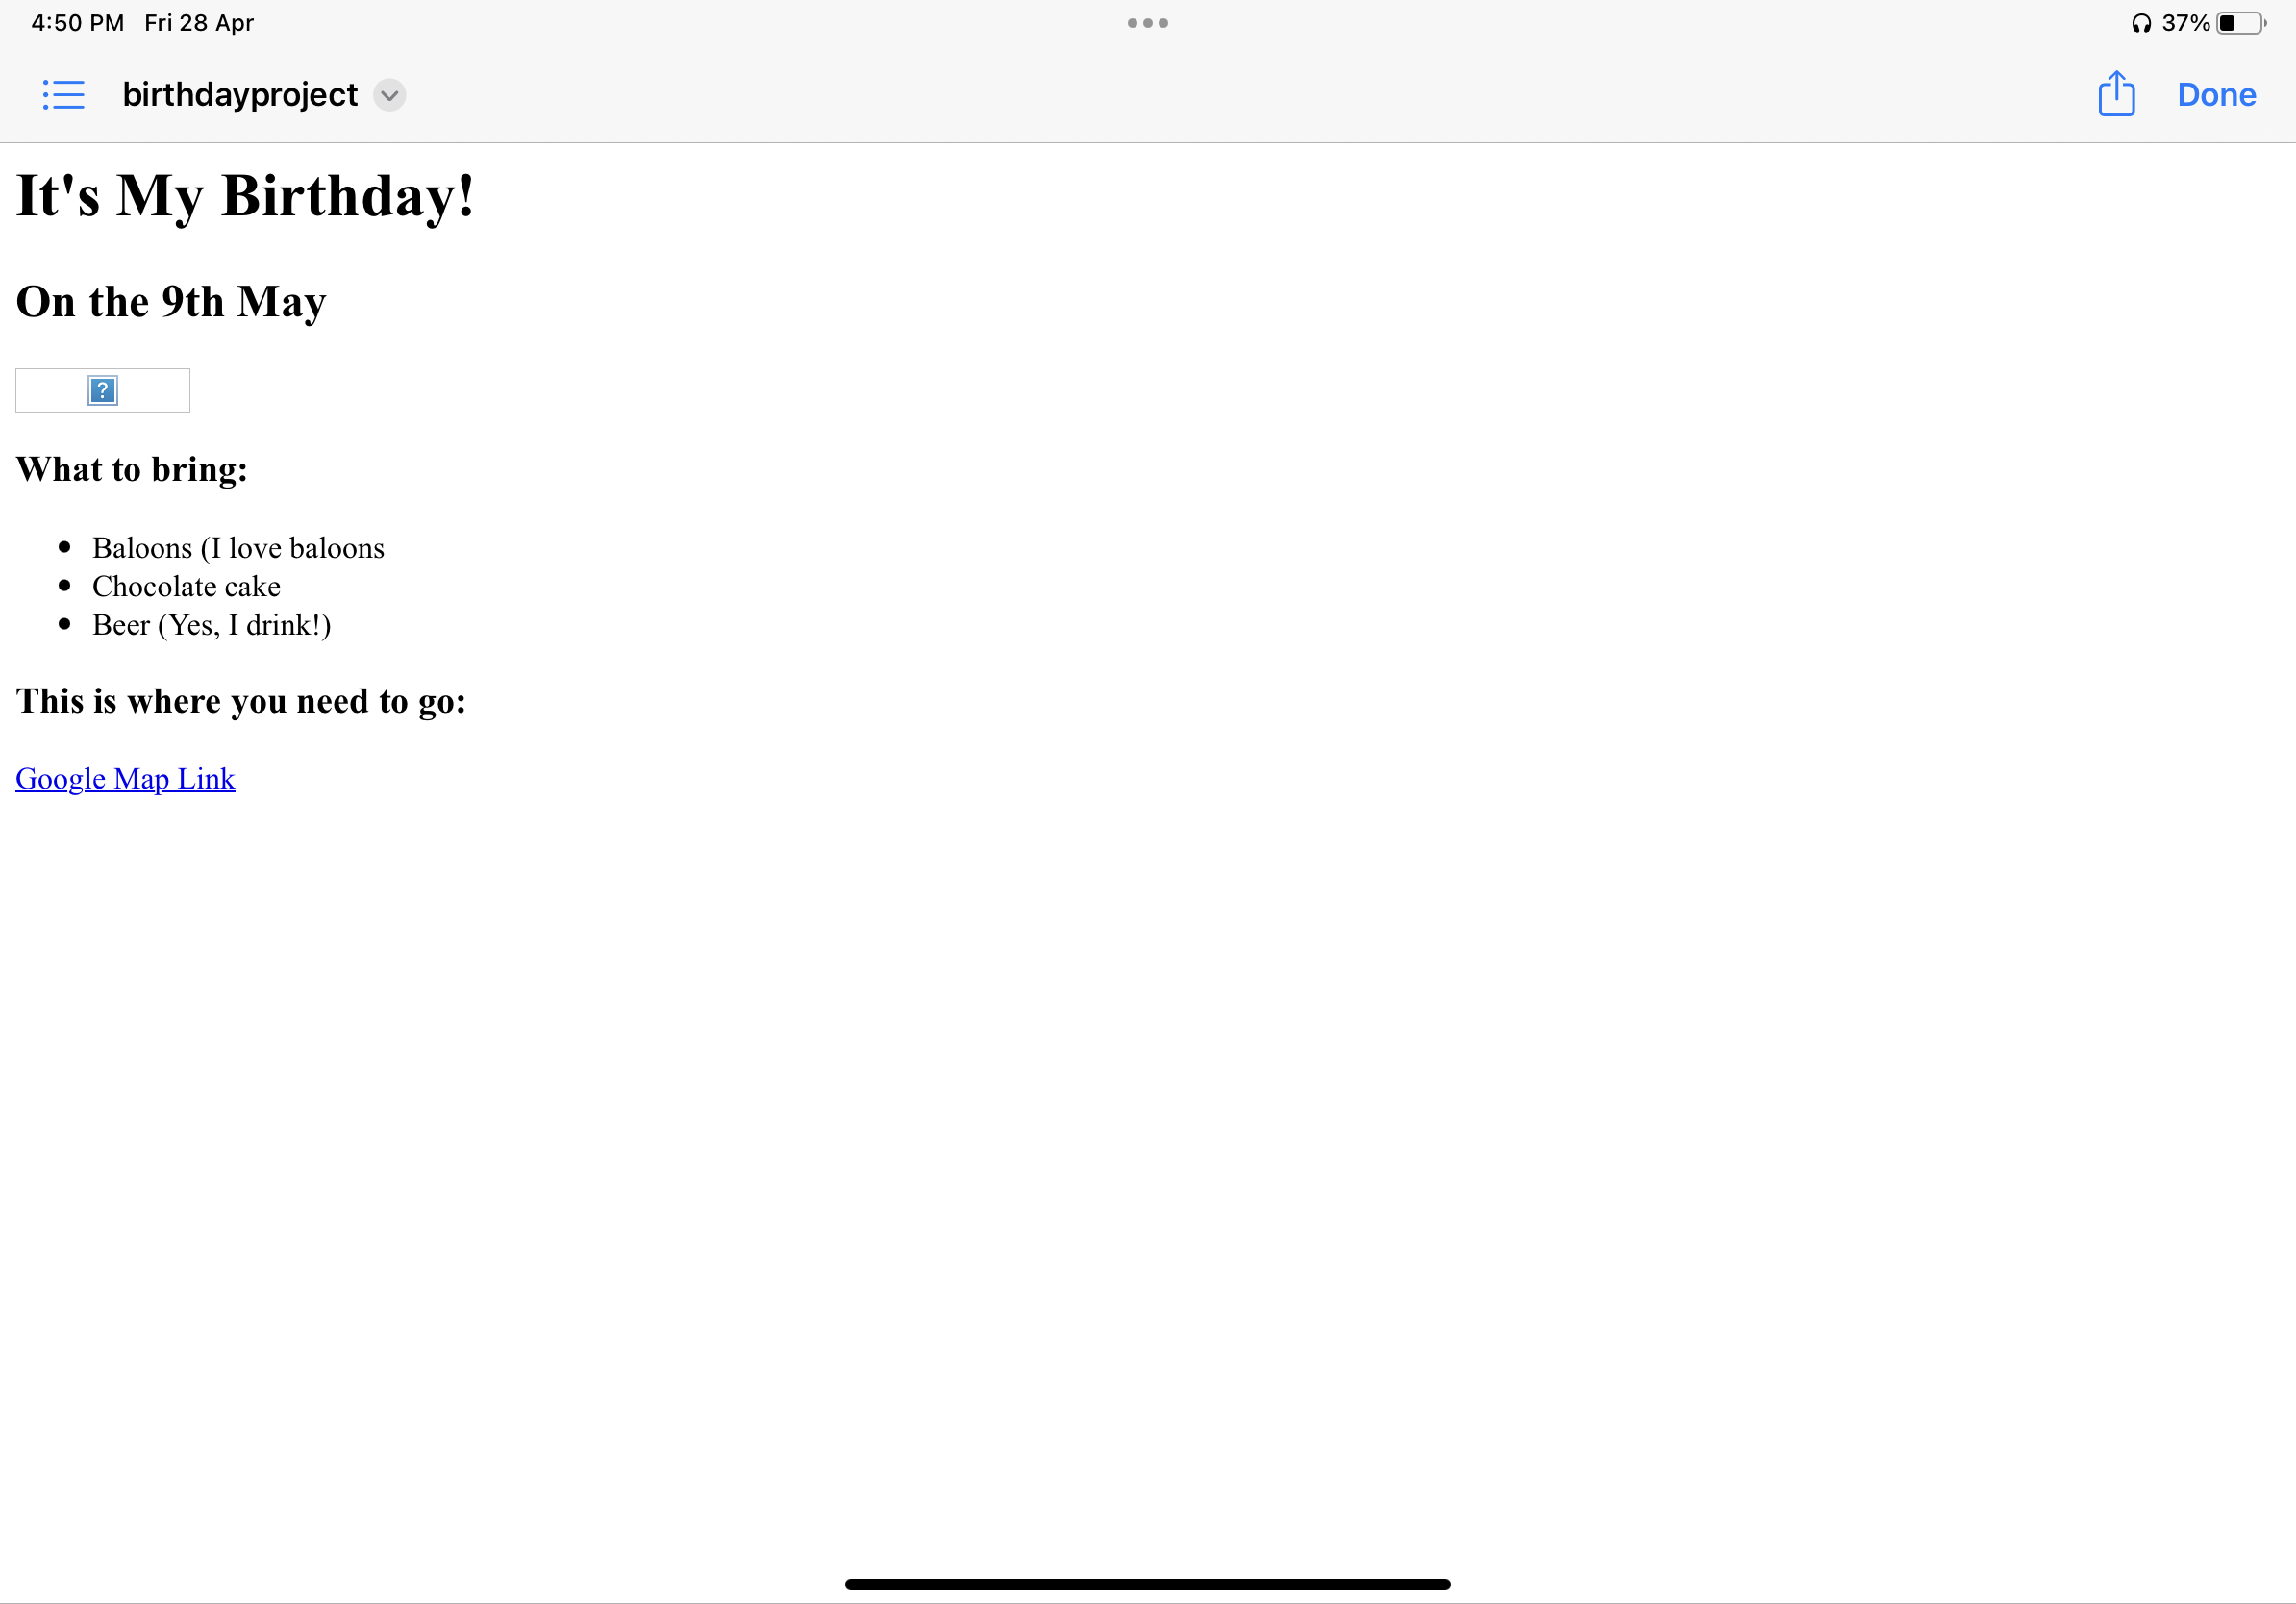 4:50 PM Fri 28 Apr
37%
birthdayproject
Done
It's My Birthday!
On the 9th May
?
What to bring:
Baloons (I love baloons
Chocolate cake
Beer (Yes, I drink!)
This is where you need to go:
Google Map Link